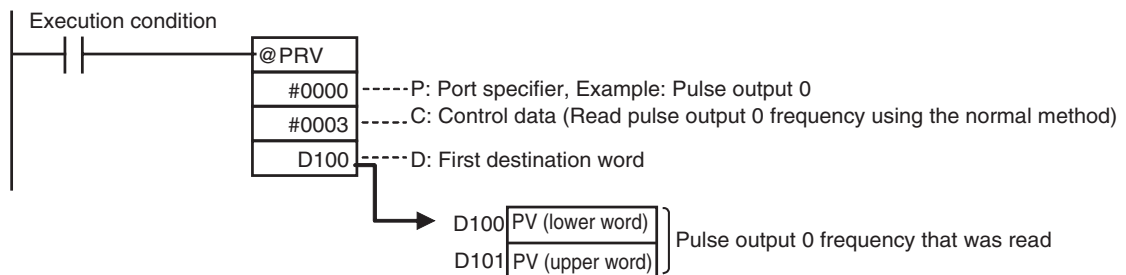 Execution condition
@PRV
#0000 P: Port specifier, Example: Pulse output 0
#0003 C: Control data (Read pulse output 0 frequency using the normal method)
D100 D: First destination word
D100 PV (lower word)
Pulse output 0 frequency that was read
D101 PV (upper word)